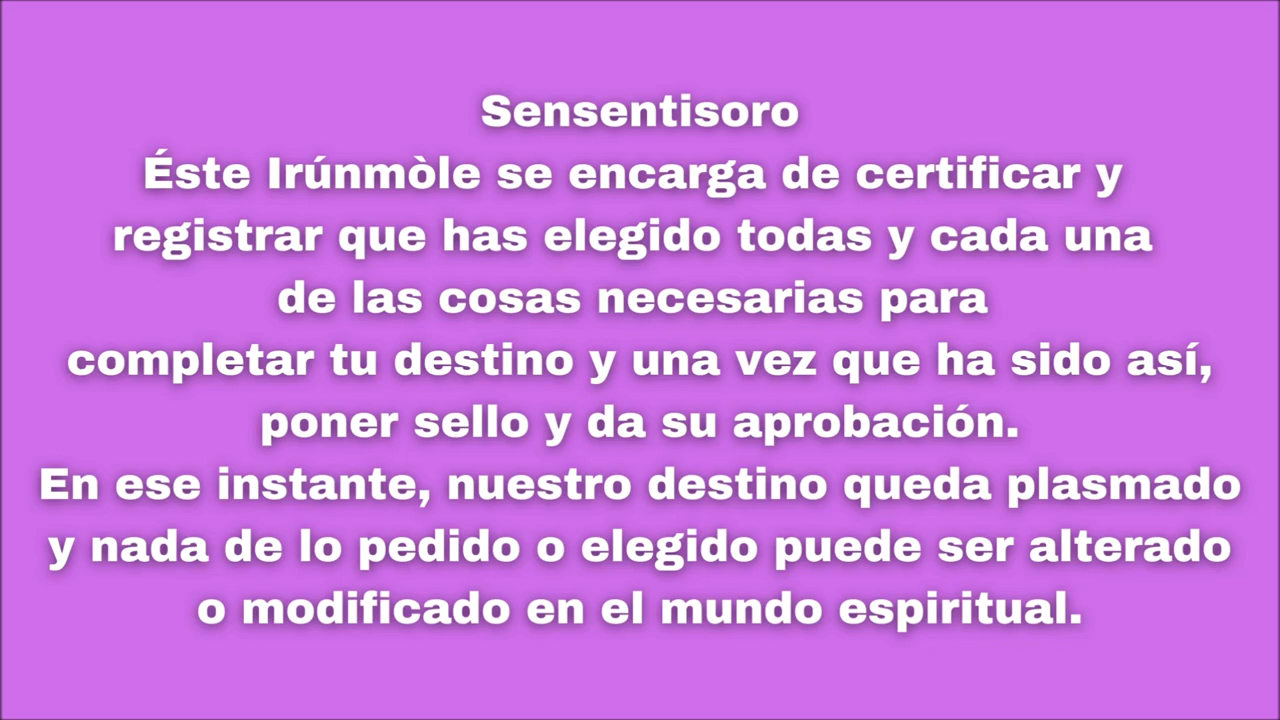 Sensentisoro
Éste Irúnmòle se encarga de certificar y
registrar que has elegido todas y cada una
de las cosas necesarias para
completar tu destino y una vez que ha sido así,
poner sello y da su aprobación.
En ese instante, nuestro destino queda plasmado
y nada de lo pedido o elegido puede ser alterado
o modificado en el mundo espiritual.